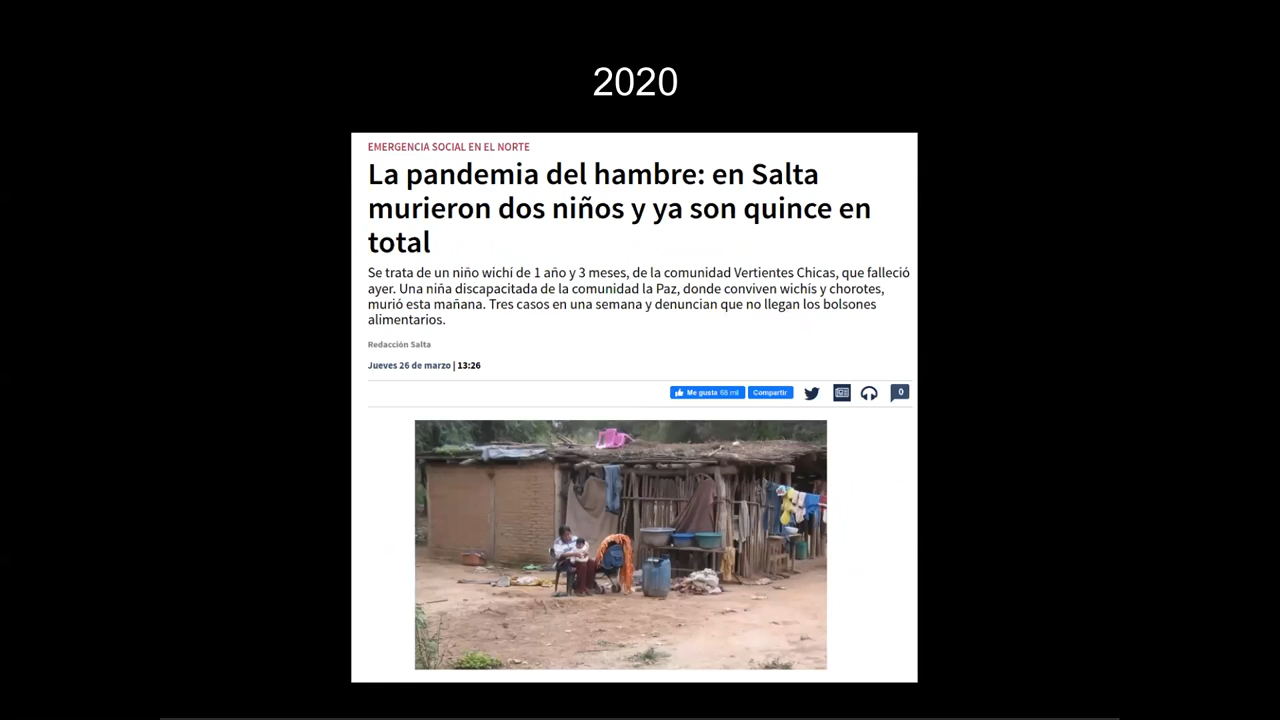 2020
EMERGENCIA SOCIAL EN EL NORTE
La pandemia del hambre: en Salta
murieron dos niños y ya son quince en
total
Se trata de un niño wichí de 1 año y 3 meses, de la comunidad Vertientes Chicas, que falleció
ayer. Una niña discapacitada de la comunidad la Paz, donde conviven wichís y chorotes,
murió esta mañana. Tres casos en una semana y denuncian que no llegan los bolsones
alimentarios.
Redacción Salta
Jueves 26 de marzo | 13:26
Me gusta 68 mil Compartir 0